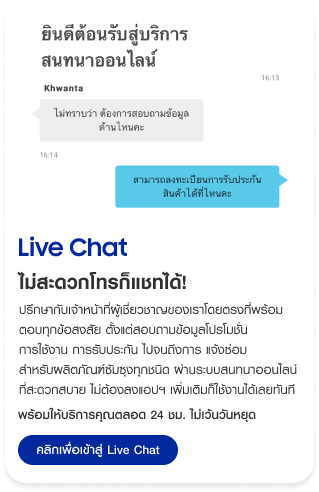 ยินดีต้อนรับสู่บริการ
สนทนาออนไลน์
16:13
Khwanta
ไม่ทราบว่า ต้องการสอบถามข้อมูล
ด้านไหนคะ
16:14
สามารถลงทะเบียนการรับประกัน
สินค้าได้ที่ไหนคะ
Live Chat
ไม่สะดวกโทรก็แชทได้!
ปรึกษากับเจ้าหน้าที่ผู้เชี่ยวชาญของเราโดยตรงที่พร้อม
ตอบทุกข้อสงสัย ตั้งแต่สอบถามข้อมูลโปรโมชั่น
การใช้งาน การรับประกัน ไปจนถึงการ แจ้งซ่อม
สำหรับผลิตภัณฑ์ซัมซุงทุกชนิด ผ่านระบบสนทนาออนไลน์
ที่สะดวกสบาย ไม่ต้องลงแอปฯ เพิ่มเติมก็ใช้งานได้เลยทันที
พร้อมให้บริการคุณตลอด 24 ชม. ไม่เว้นวันหยุด
คลิกเพื่อเข้าสู่ Live Chat